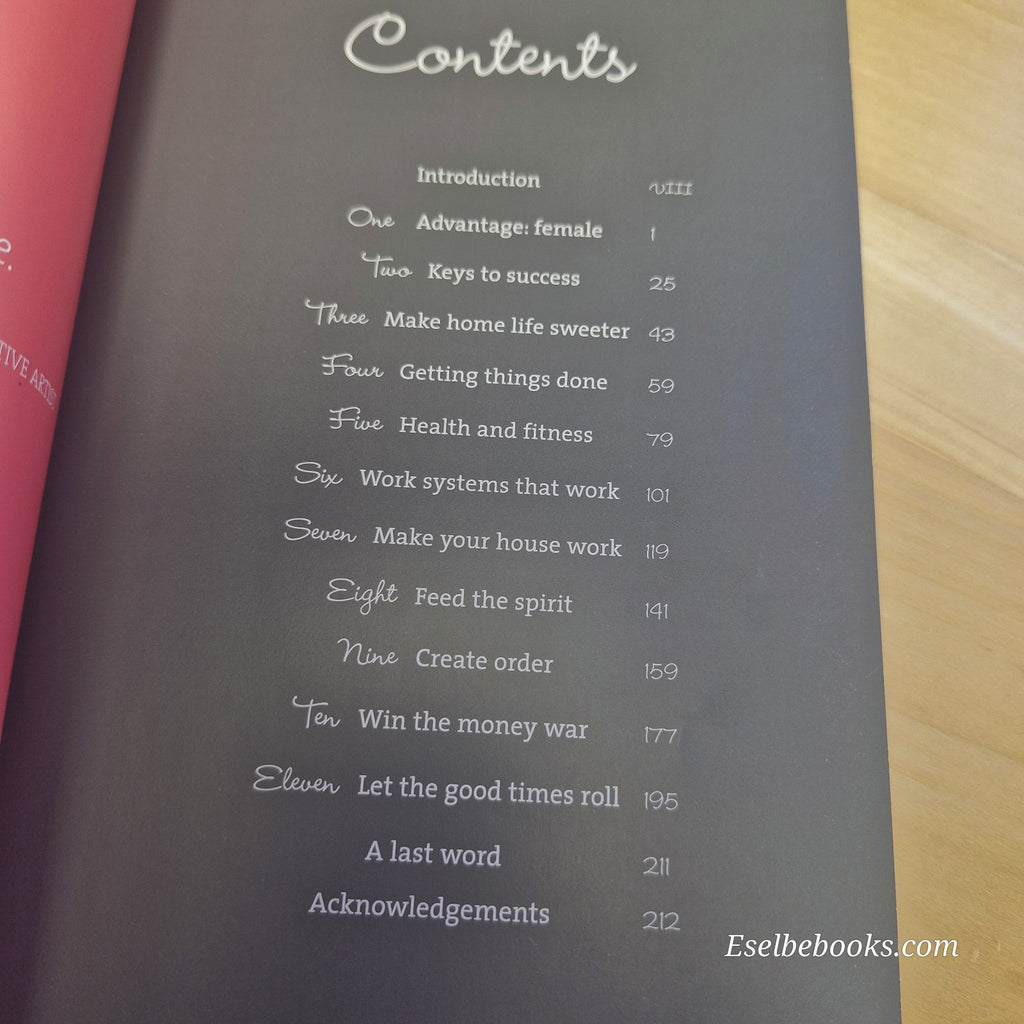 Contents
Introduction VIII
One Advantage: female 1
Two Keys to success 25
Three Make home life sweeter 43
Four Getting things done 59
Five Health and fitness 79
Six Work systems that work 101
Seven Make your house work 119
Eight Feed the spirit 141
Nine Create order 159
Ten Win the money war 177
Eleven Let the good times roll 195
A last word 211
Acknowledgements 212
Eselbebooks.com